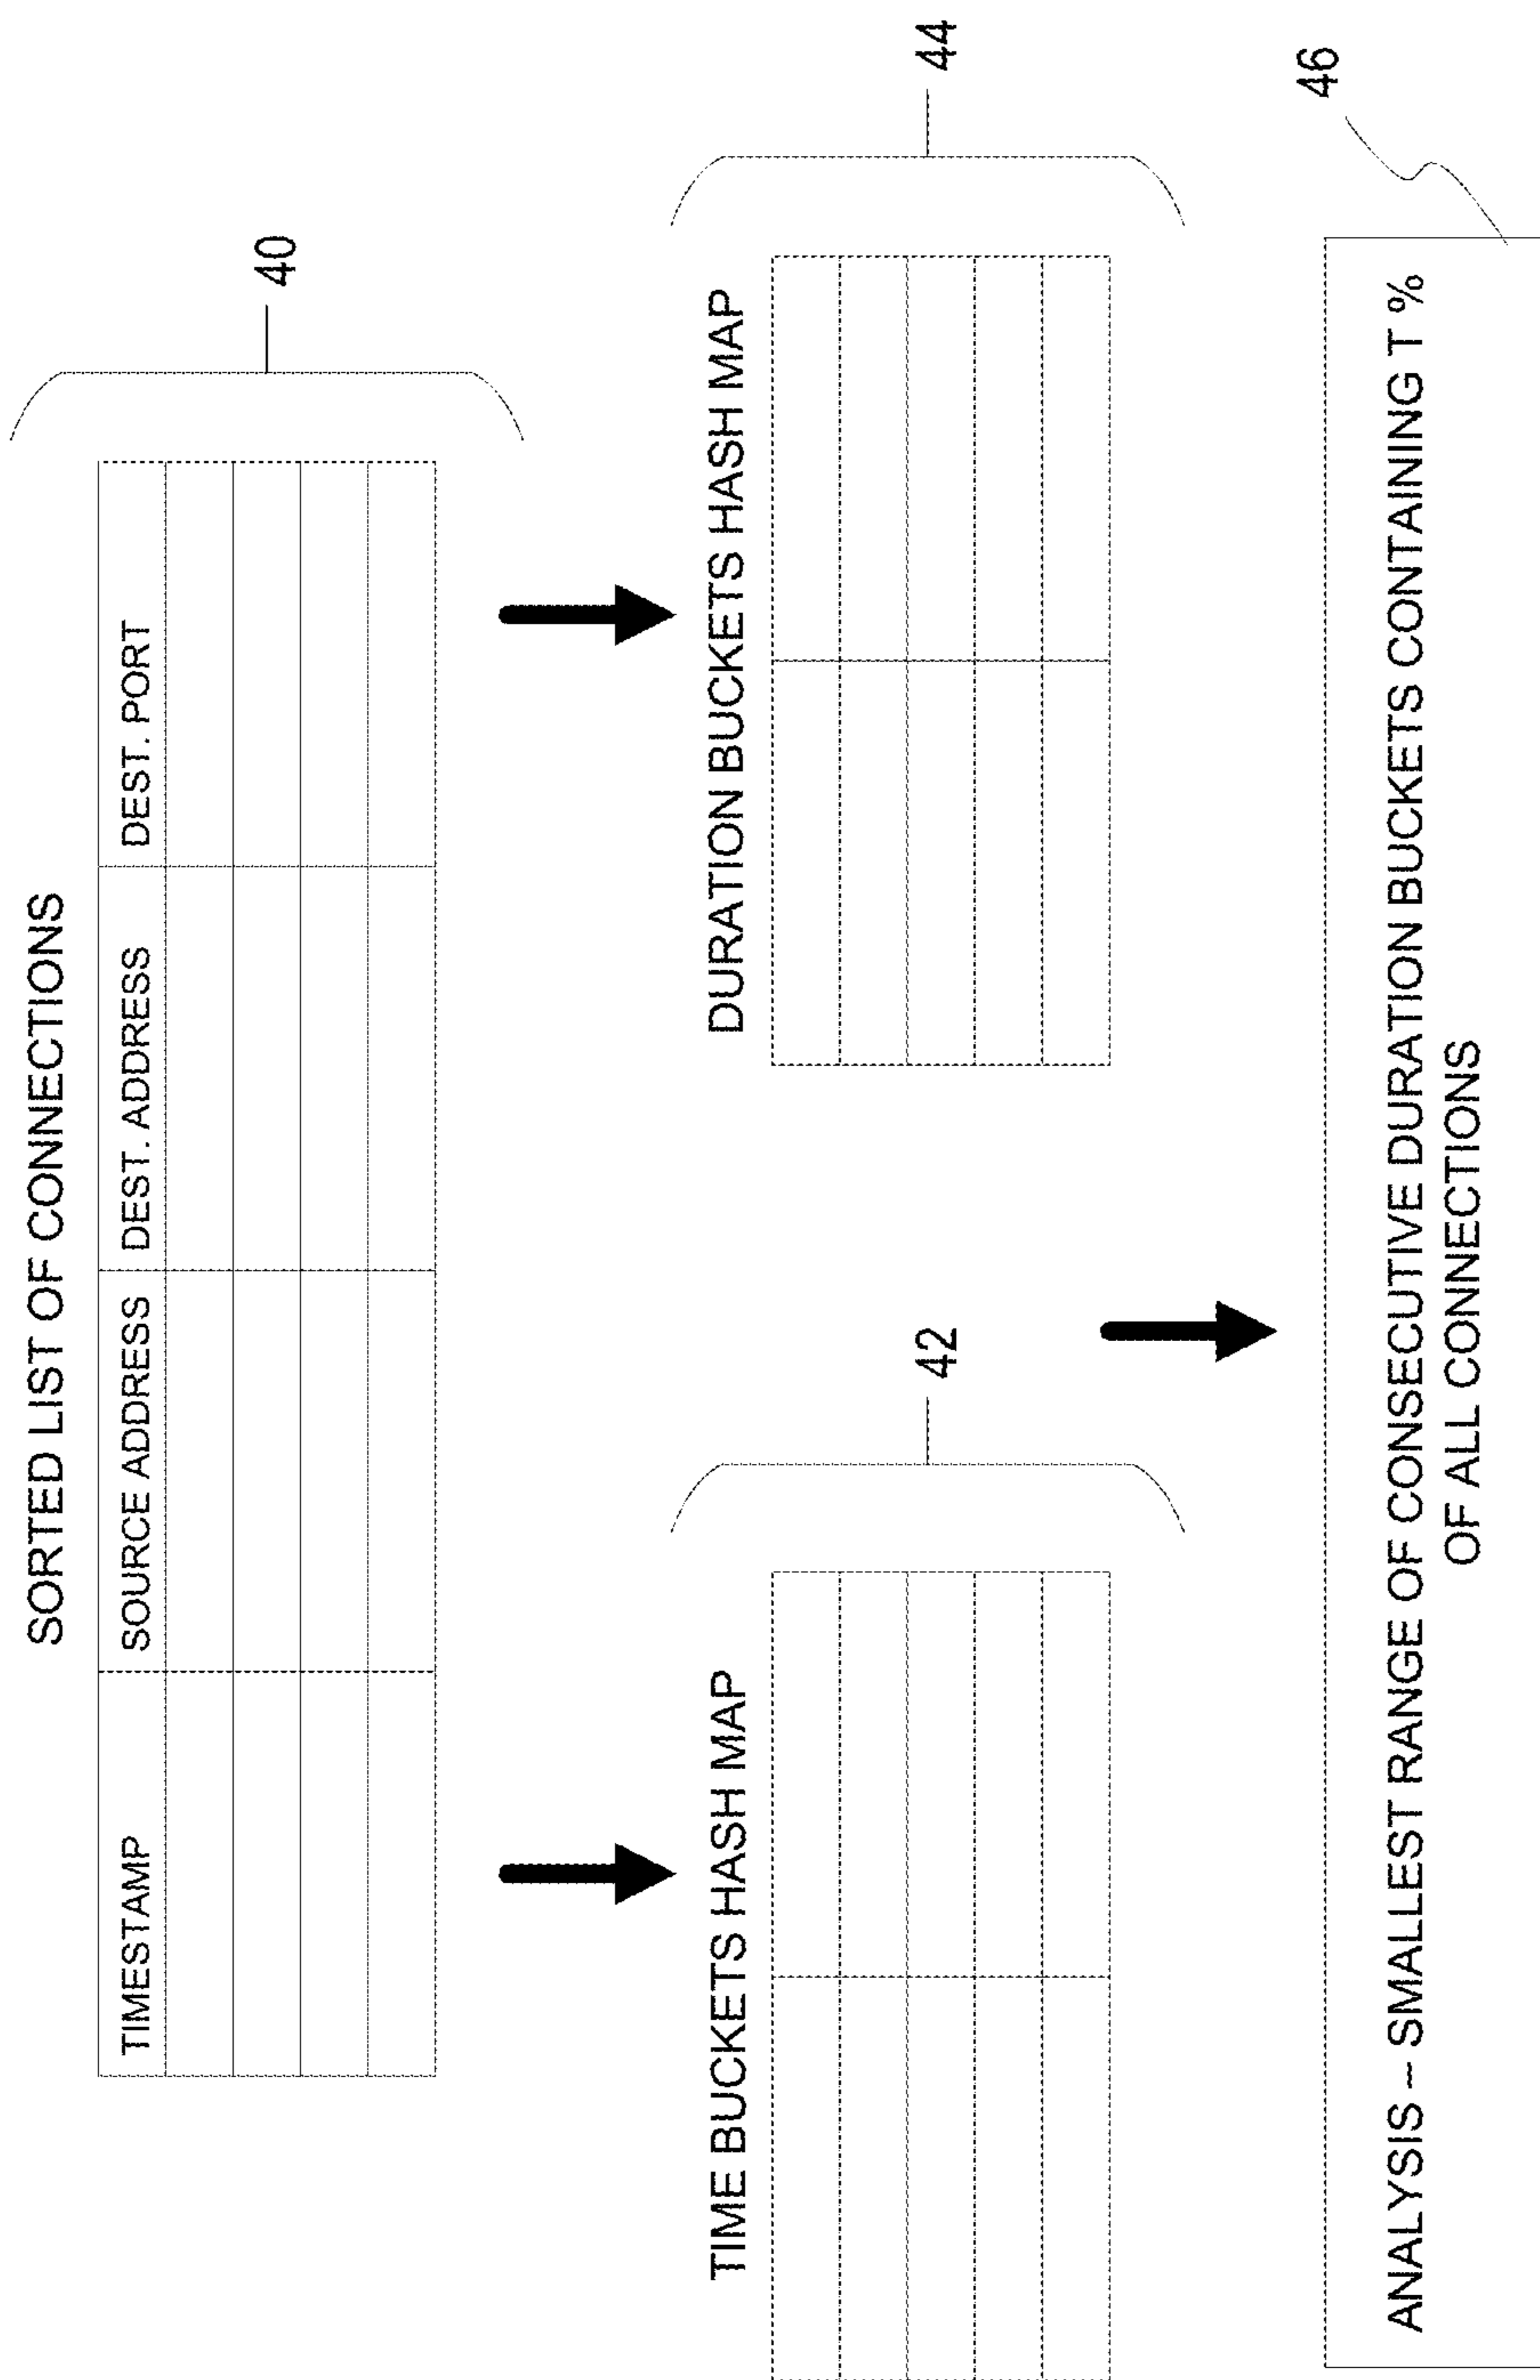 SORTED LIST OF CONNECTIONS
TIMESTAMP SOURCE ADDRESS DEST. ADDRESS DEST. PORT
40
TIME BUCKETS HASH MAP
42
DURATION BUCKETS HASH MAP
44
46
ANALYSIS – SMALLEST RANGE OF CONSECUTIVE DURATION BUCKETS CONTAINING T %
OF ALL CONNECTIONS